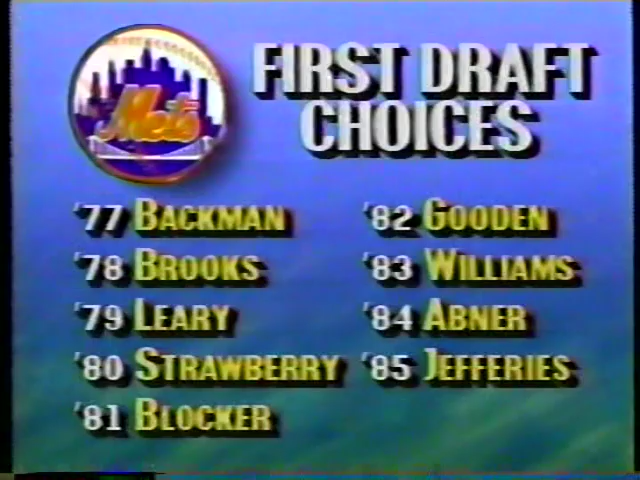 Mets
FIRST DRAFT
CHOICES
'77 BACKMAN
'78 BROOKS
'79 LEARY
'80 STRAWBERRY
'81 BLOCKER
'82 GOODEN
'83 WILLIAMS
'84 ABNER
'85 JEFFERIES